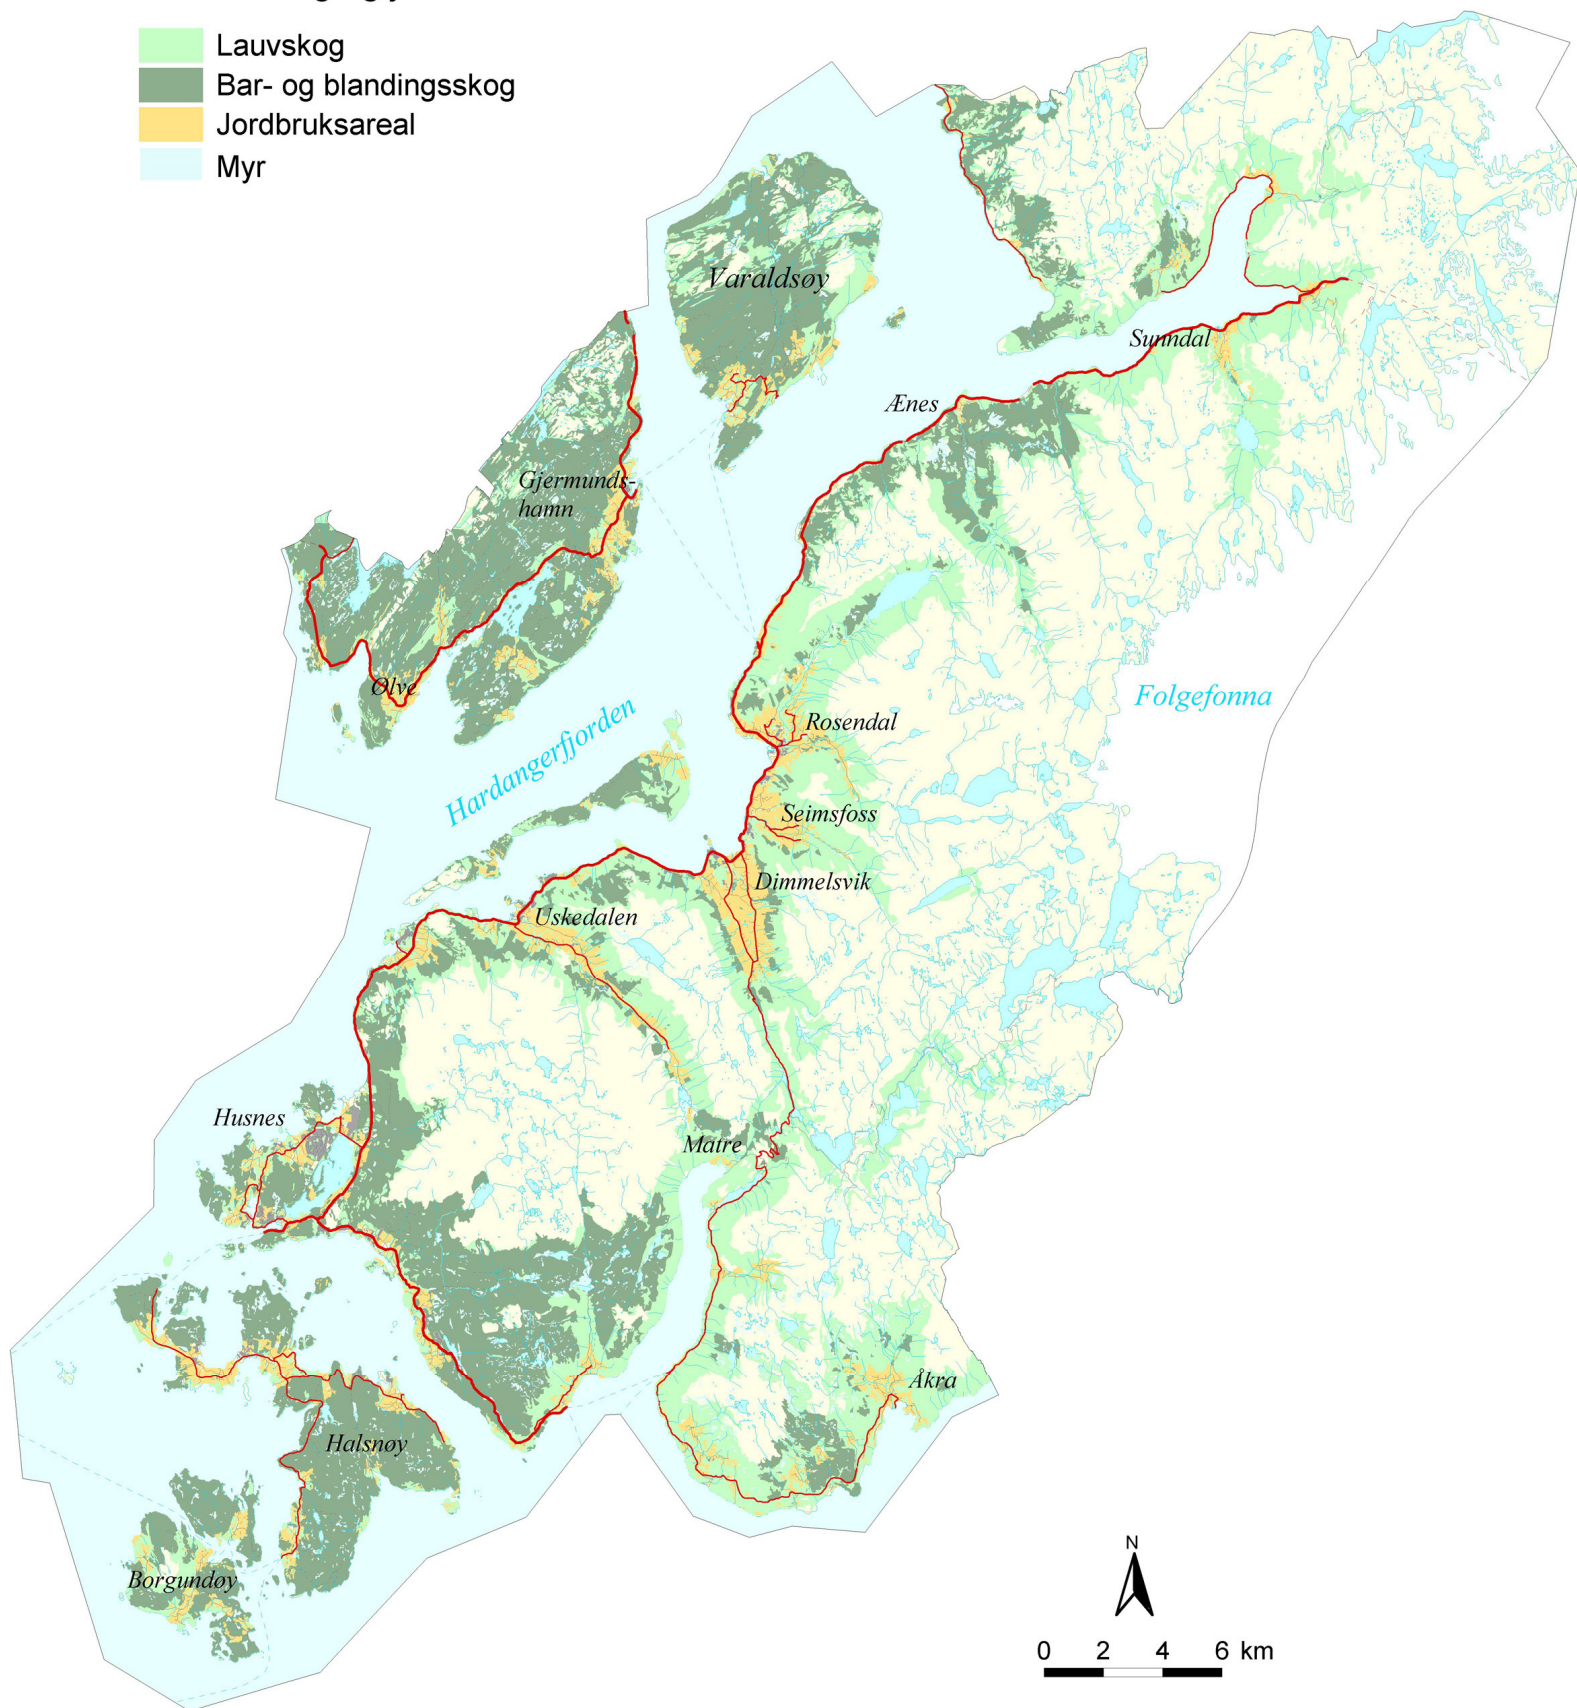 Lauvskog
Bar- og blandingsskog
Jordbruksareal
Myr
Varaldsøy
Sunndal
Ænes
Gjermunds-
hamn
Ølve
Hardangerfjorden
Folgefonna
Rosendal
Seimsfoss
Dimmelsvik
Uskedalen
Husnes
Matre
Åkra
Halsnøy
Borgundøy
N
0 2 4 6 km